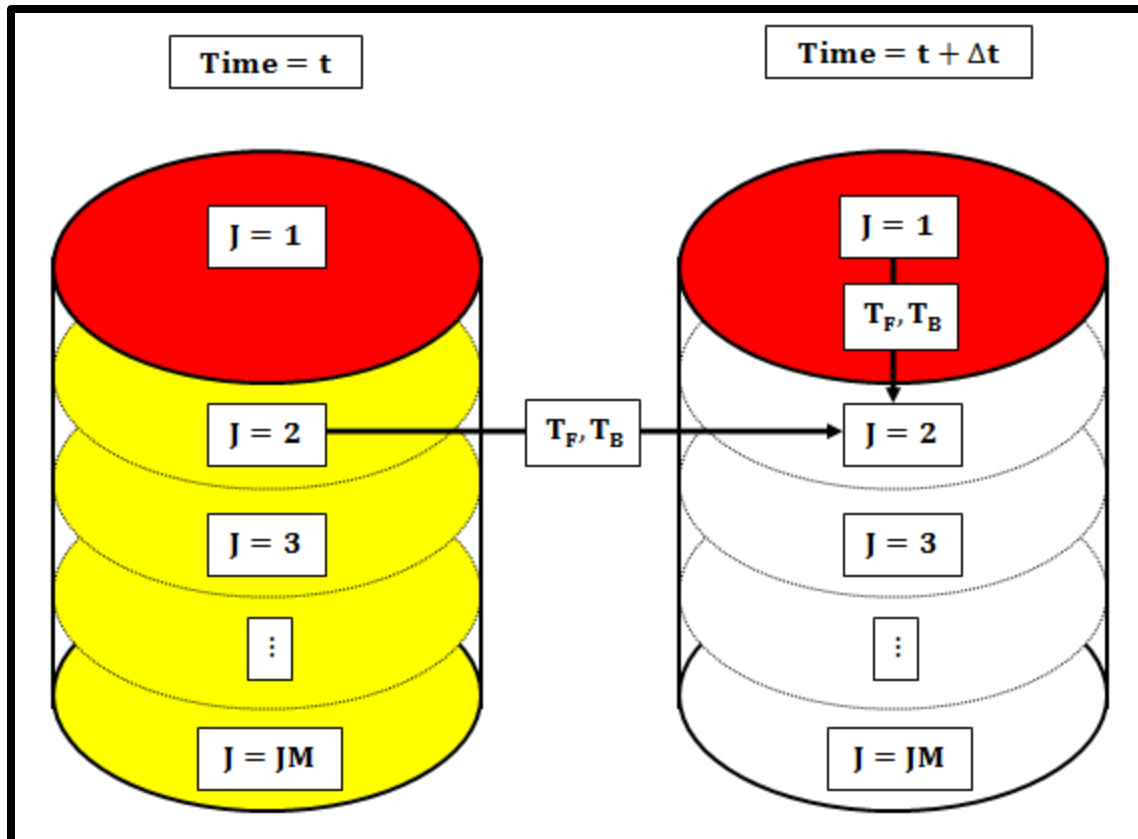 Time = t
Time = t + Δt
J = 1
J = 1
T_F, T_B
J = 2
T_F, T_B
J = 2
J = 3
J = 3
⋮
⋮
J = JM
J = JM